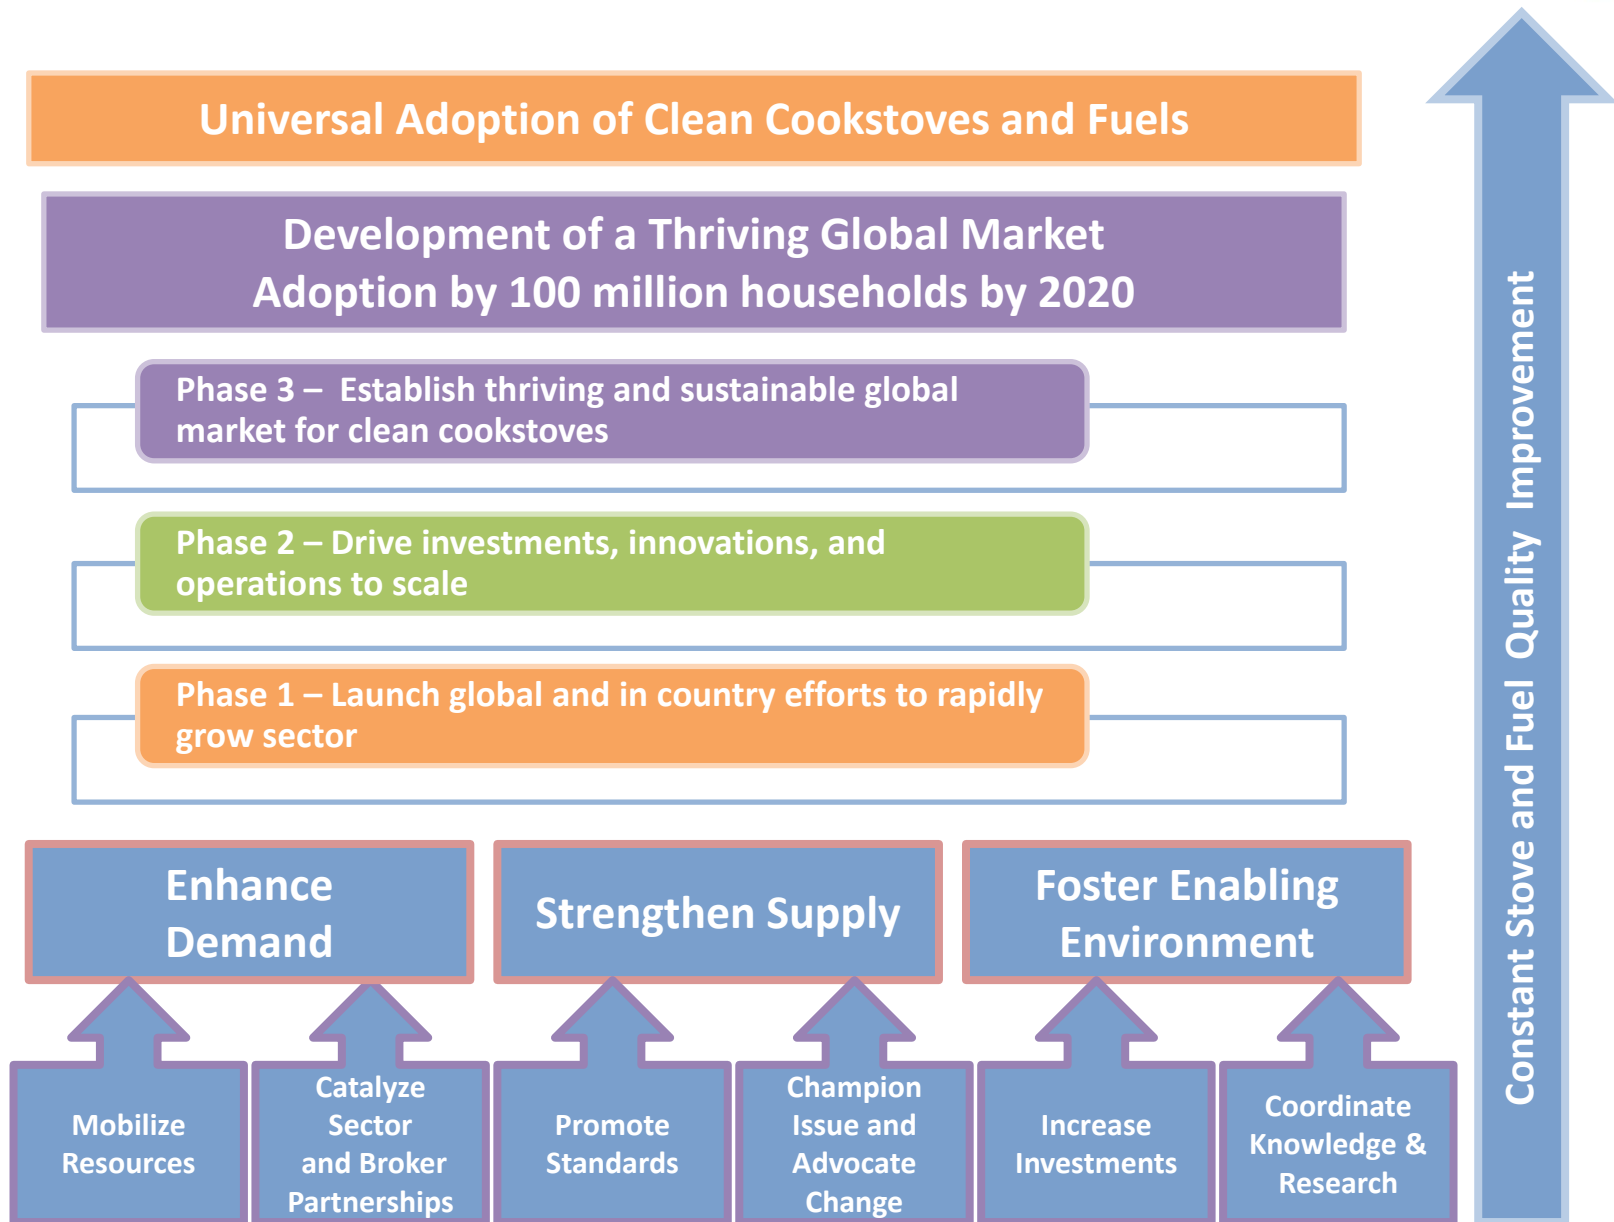 Universal Adoption of Clean Cookstoves and Fuels
Development of a Thriving Global Market
Adoption by 100 million households by 2020
Phase 3 – Establish thriving and sustainable global
market for clean cookstoves
Phase 2 – Drive investments, innovations, and
operations to scale
Phase 1 – Launch global and in country efforts to rapidly
grow sector
Enhance
Demand
Strengthen Supply
Foster Enabling
Environment
Mobilize
Resources
Catalyze
Sector
and Broker
Partnerships
Promote
Standards
Champion
Issue and
Advocate
Change
Increase
Investments
Coordinate
Knowledge &
Research
Constant Stove and Fuel Quality Improvement